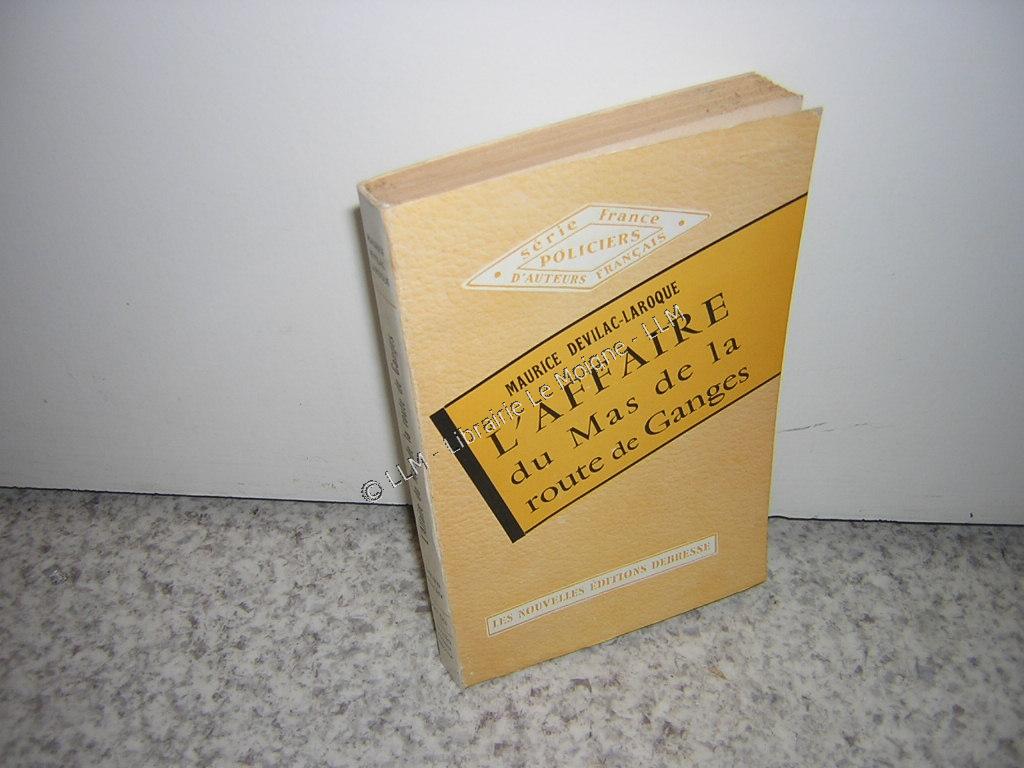 Série France
POLICIERS
D'AUTEURS FRANÇAIS
MAURICE DEVILAC-LAROQUE
L'AFFAIRE
du Mas de la
route de Ganges
LES NOUVELLES ÉDITIONS DEBRESSE
© LLM - Librairie Le Moigne - LLM